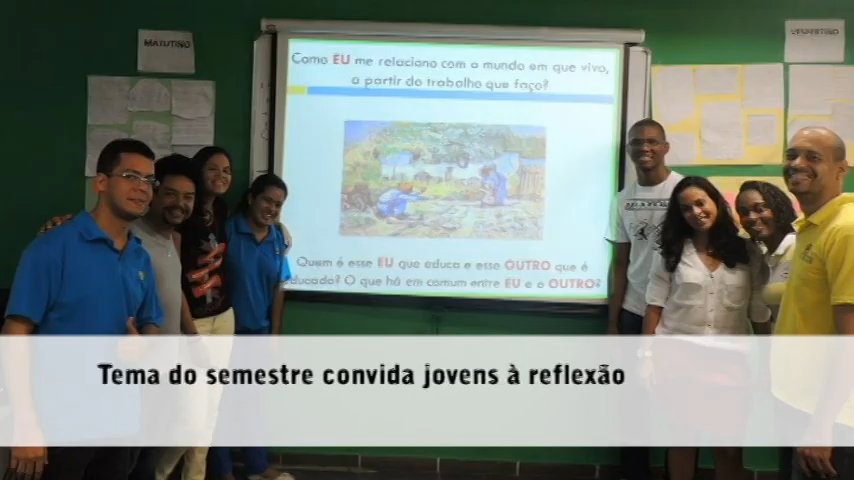 MATUTINO
VESPERTINO
Como EU me relaciono com o mundo em que vivo,
a partir do trabalho que faço?
Quem é esse EU que educa e esse OUTRO que é
educado? O que há em comum entre EU e o OUTRO?
Tema do semestre convida jovens à reflexão